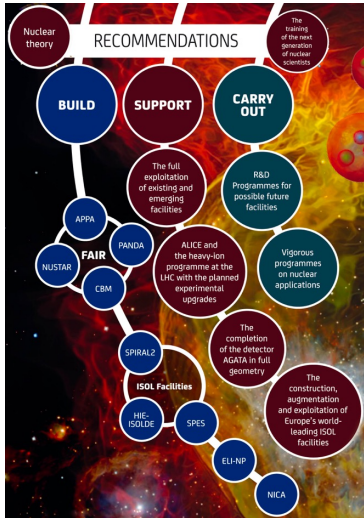 Nuclear
theory
RECOMMENDATIONS
The
training
of the next
generation
of nuclear
scientists
BUILD
SUPPORT
CARRY
OUT
The full
exploitation
of existing and
emerging
facilities
R&D
Programmes for
possible future
facilities
APPA
PANDA
FAIR
NUSTAR
CBM
ALICE and
the heavy-ion
programme at the
LHC with the planned
experimental
upgrades
Vigorous
programmes
on nuclear
applications
SPIRAL2
ISOL Facilities
HIE-
ISOLDE
SPES
The
completion of
the detector
AGATA in full
geometry
The
construction,
augmentation
and exploitation of
Europe's world-
leading ISOL
facilities
ELI-NP
NICA